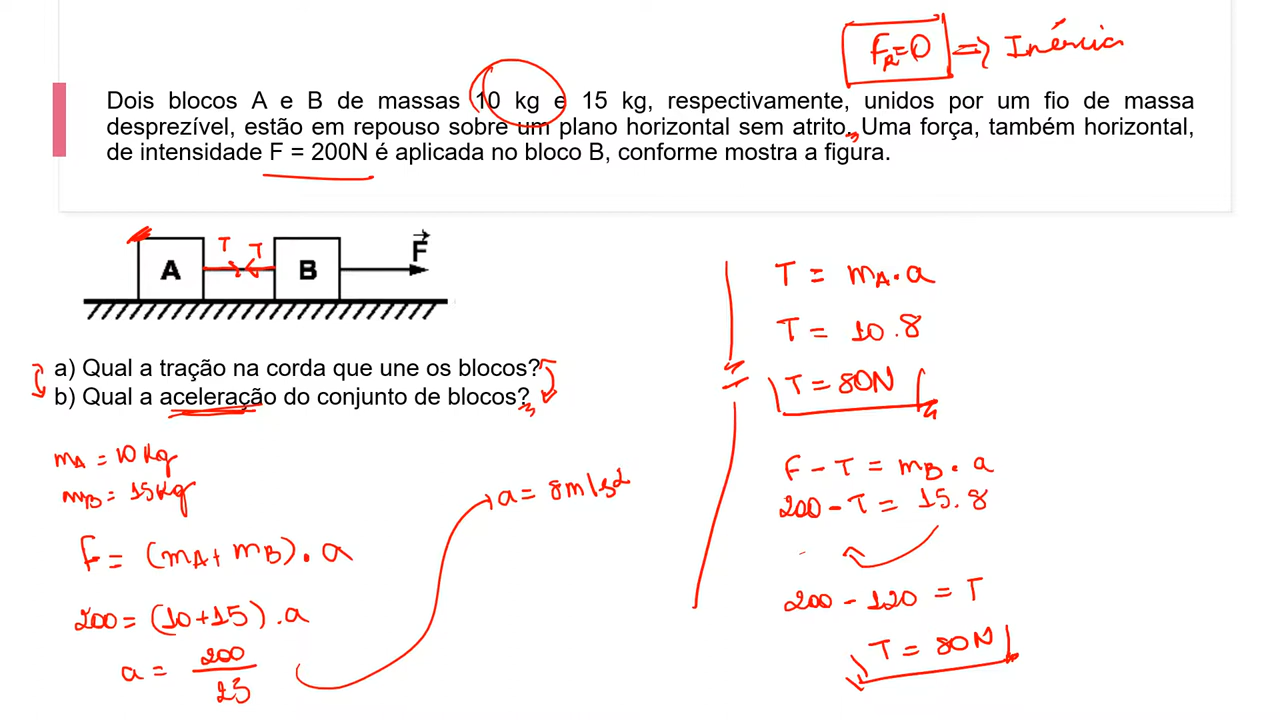 F_R = 0 => Inércia
Dois blocos A e B de massas 10 kg e 15 kg, respectivamente, unidos por um fio de massa
desprezível, estão em repouso sobre um plano horizontal sem atrito. Uma força, também horizontal,
de intensidade F = 200N é aplicada no bloco B, conforme mostra a figura.
T T
A B F
a) Qual a tração na corda que une os blocos?
b) Qual a aceleração do conjunto de blocos?
mA = 10 kg
mB = 15 kg
F = (mA + mB) . a
200 = (10 + 15) . a
a = 200
25
a = 8 m/s²
T = mA . a
T = 10 . 8
T = 80N
F - T = mB . a
200 - T = 15 . 8
200 - 120 = T
T = 80N